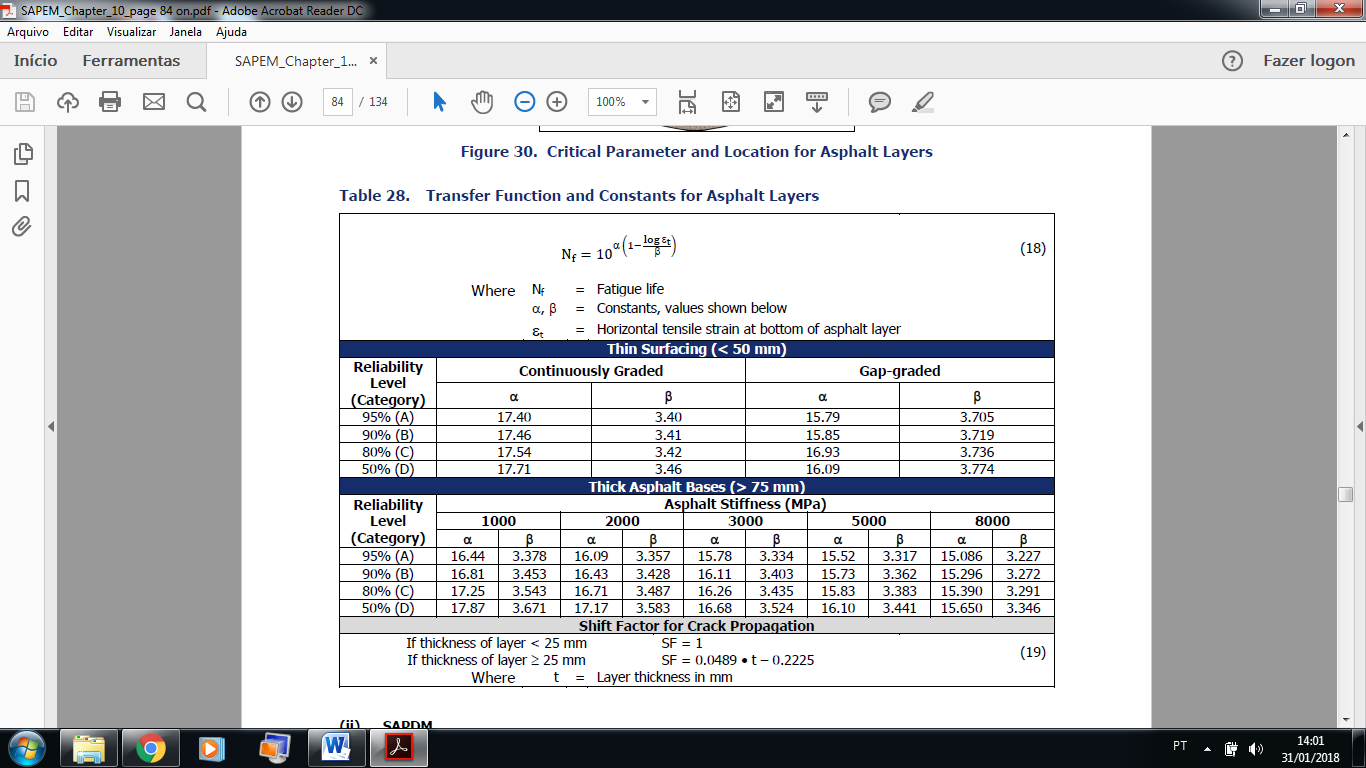 SAPEM_Chapter_10_page 84 on.pdf - Adobe Acrobat Reader DC
Arquivo Editar Visualizar Janela Ajuda
Início Ferramentas SAPEM_Chapter_1... × Fazer logon
84 / 134 100%
Figure 30. Critical Parameter and Location for Asphalt Layers
Table 28. Transfer Function and Constants for Asphalt Layers
N_f = 10^{α(1 − log ε_t / β)} (18)
Where Nf = Fatigue life
α, β = Constants, values shown below
εt = Horizontal tensile strain at bottom of asphalt layer
Thin Surfacing (< 50 mm)
Reliability Level (Category) Continuously Graded Gap-graded
α β α β
95% (A) 17.40 3.40 15.79 3.705
90% (B) 17.46 3.41 15.85 3.719
80% (C) 17.54 3.42 16.93 3.736
50% (D) 17.71 3.46 16.09 3.774
Thick Asphalt Bases (> 75 mm)
Reliability Level (Category) Asphalt Stiffness (MPa)
1000 2000 3000 5000 8000
α β α β α β α β α β
95% (A) 16.44 3.378 16.09 3.357 15.78 3.334 15.52 3.317 15.086 3.227
90% (B) 16.81 3.453 16.43 3.428 16.11 3.403 15.73 3.362 15.296 3.272
80% (C) 17.25 3.543 16.71 3.487 16.26 3.435 15.83 3.383 15.390 3.291
50% (D) 17.87 3.671 17.17 3.583 16.68 3.524 16.10 3.441 15.650 3.346
Shift Factor for Crack Propagation
If thickness of layer < 25 mm SF = 1
If thickness of layer ≥ 25 mm SF = 0.0489 • t – 0.2225 (19)
Where t = Layer thickness in mm
(ii) SAPDM
PT 14:01
31/01/2018